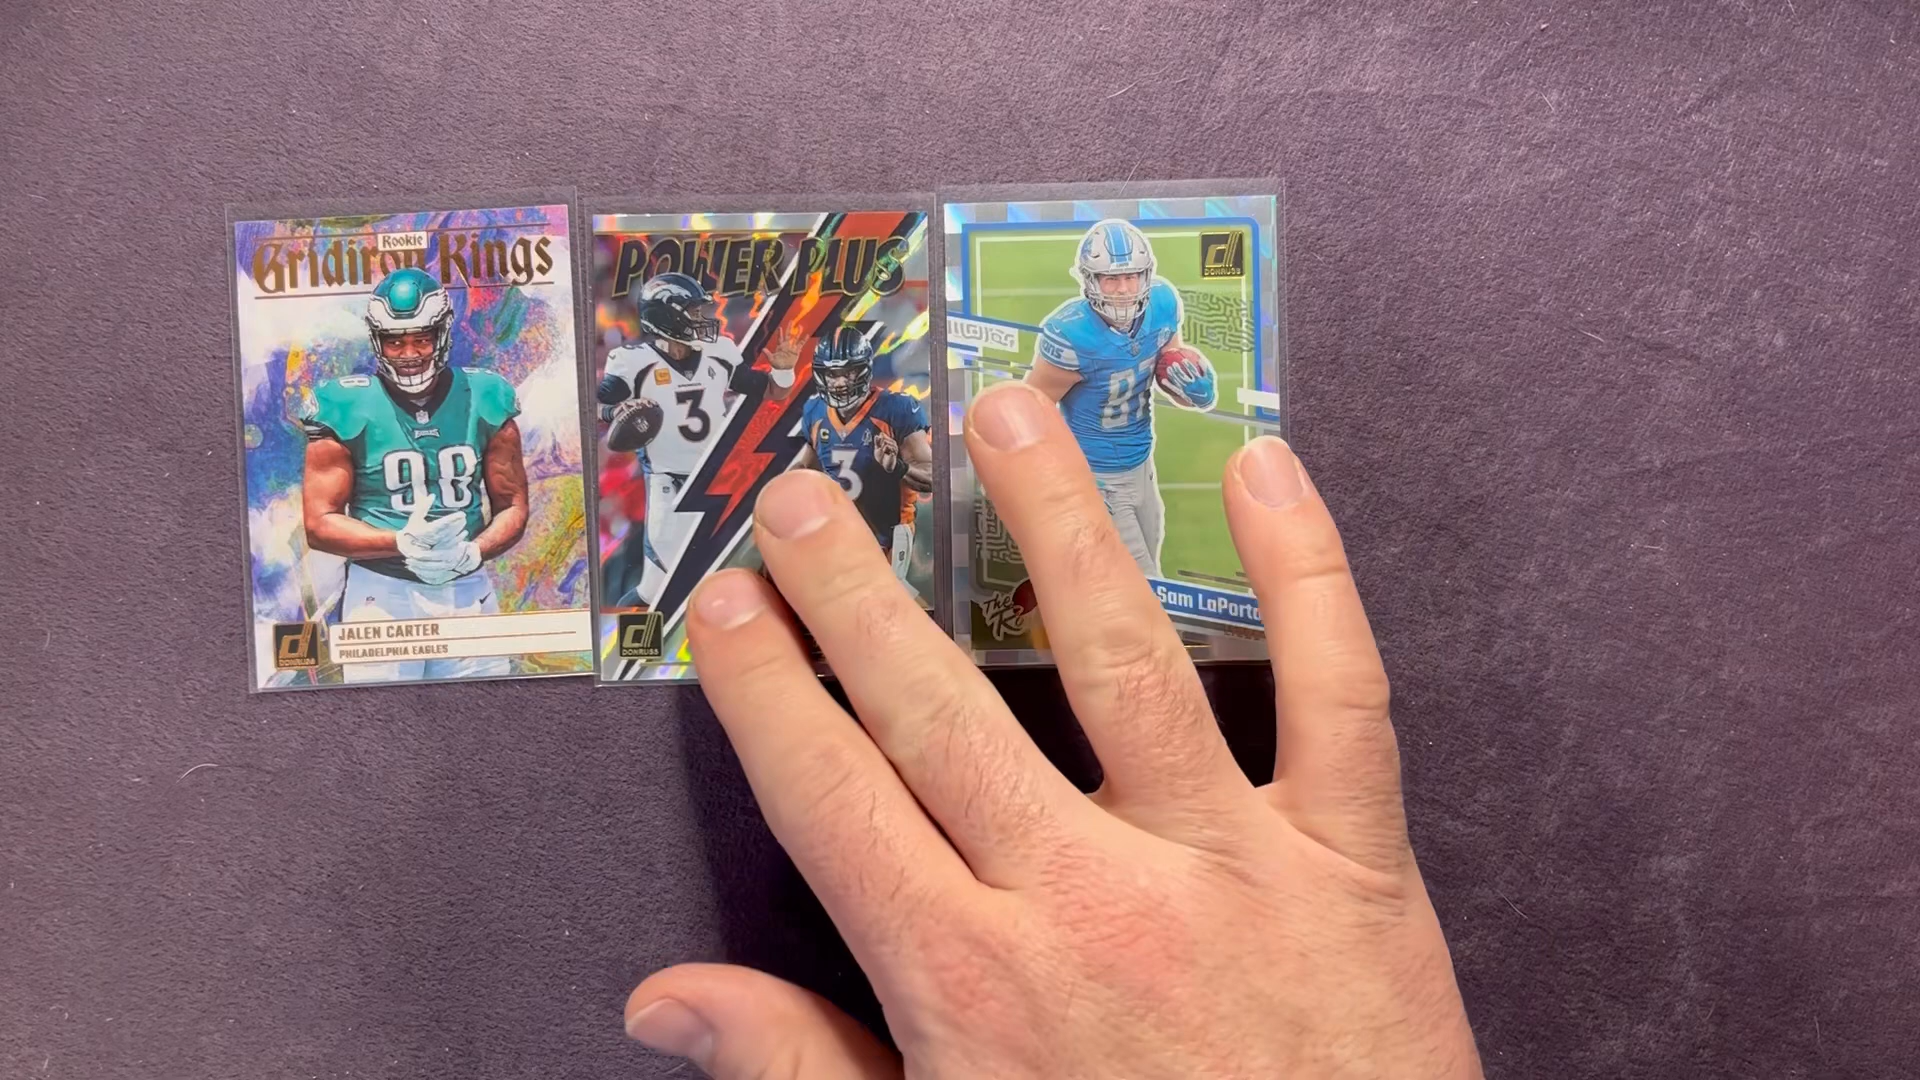 Rookie
Gridiron Kings
98
JALEN CARTER
PHILADELPHIA EAGLES
DONRUSS
POWER PLUS
3
3
DONRUSS
DONRUSS
87
87
Sam LaPorta
The